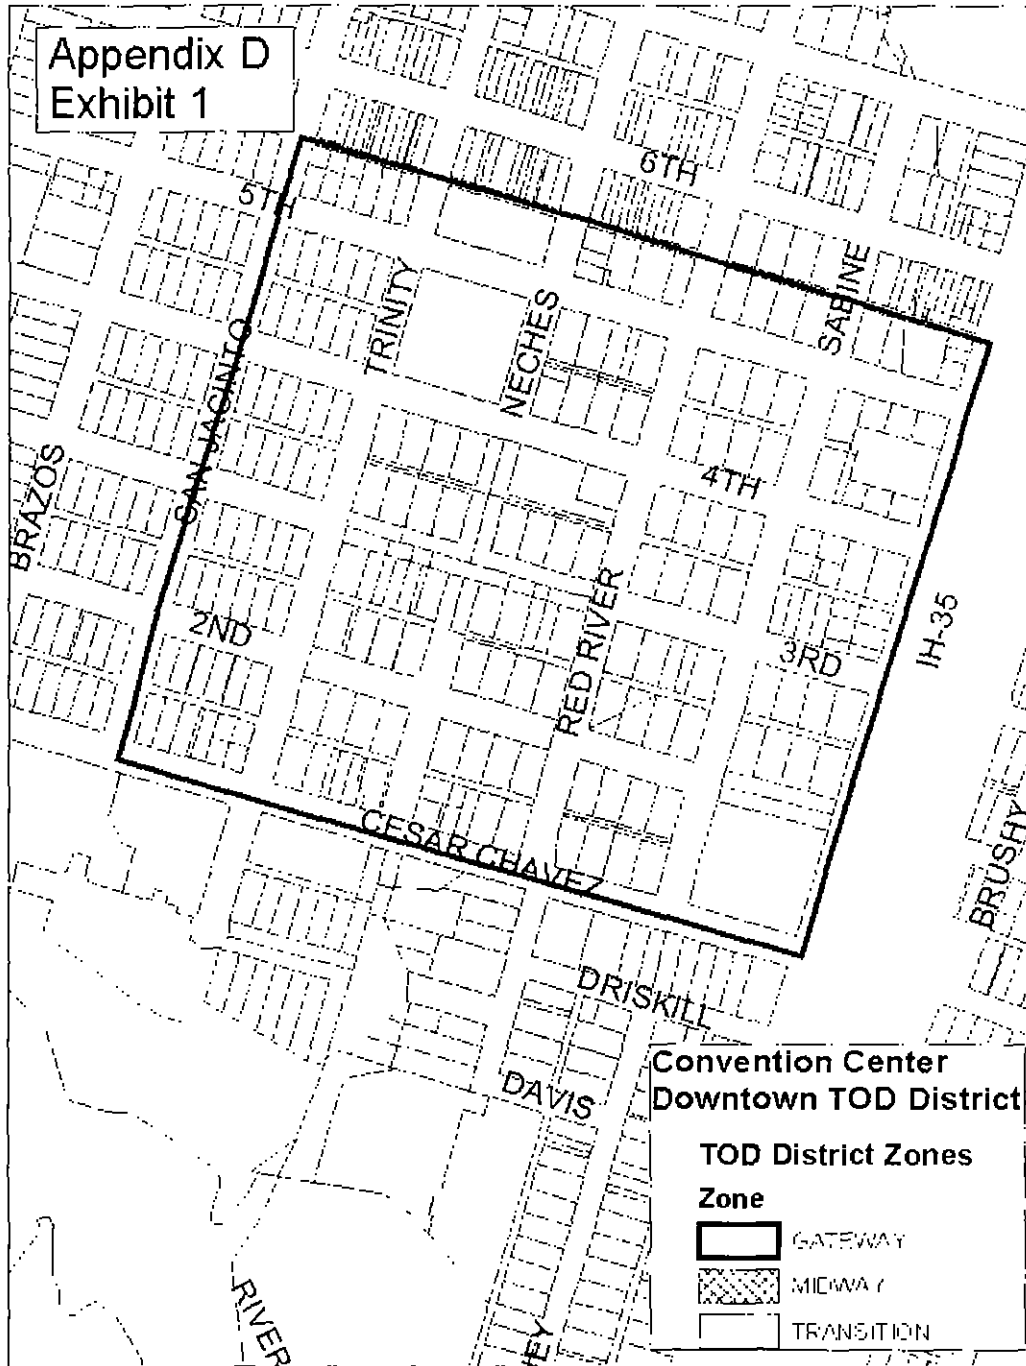 Appendix D
Exhibit 1
6TH
5TH
SABINE
TRINITY
NECHES
SAN JACINTO
4TH
BRAZOS
RED RIVER
IH-35
2ND
3RD
CESAR CHAVEZ
BRUSHY
DRISKILL
DAVIS
RIVER
Convention Center
Downtown TOD District
TOD District Zones
Zone
GATEWAY
MIDWAY
TRANSITION